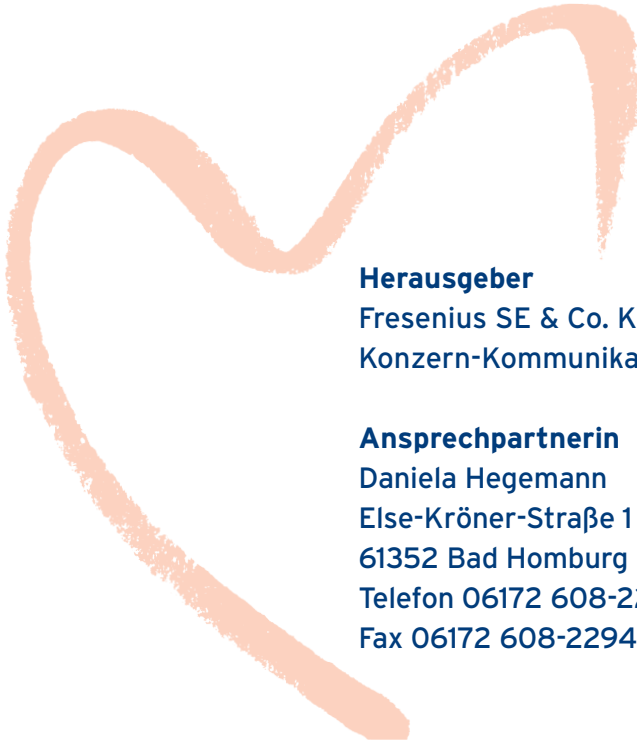 Herausgeber
Fresenius SE & Co. K
Konzern-Kommunika
Ansprechpartnerin
Daniela Hegemann
Else-Kröner-Straße 1
61352 Bad Homburg
Telefon 06172 608-22
Fax 06172 608-2294